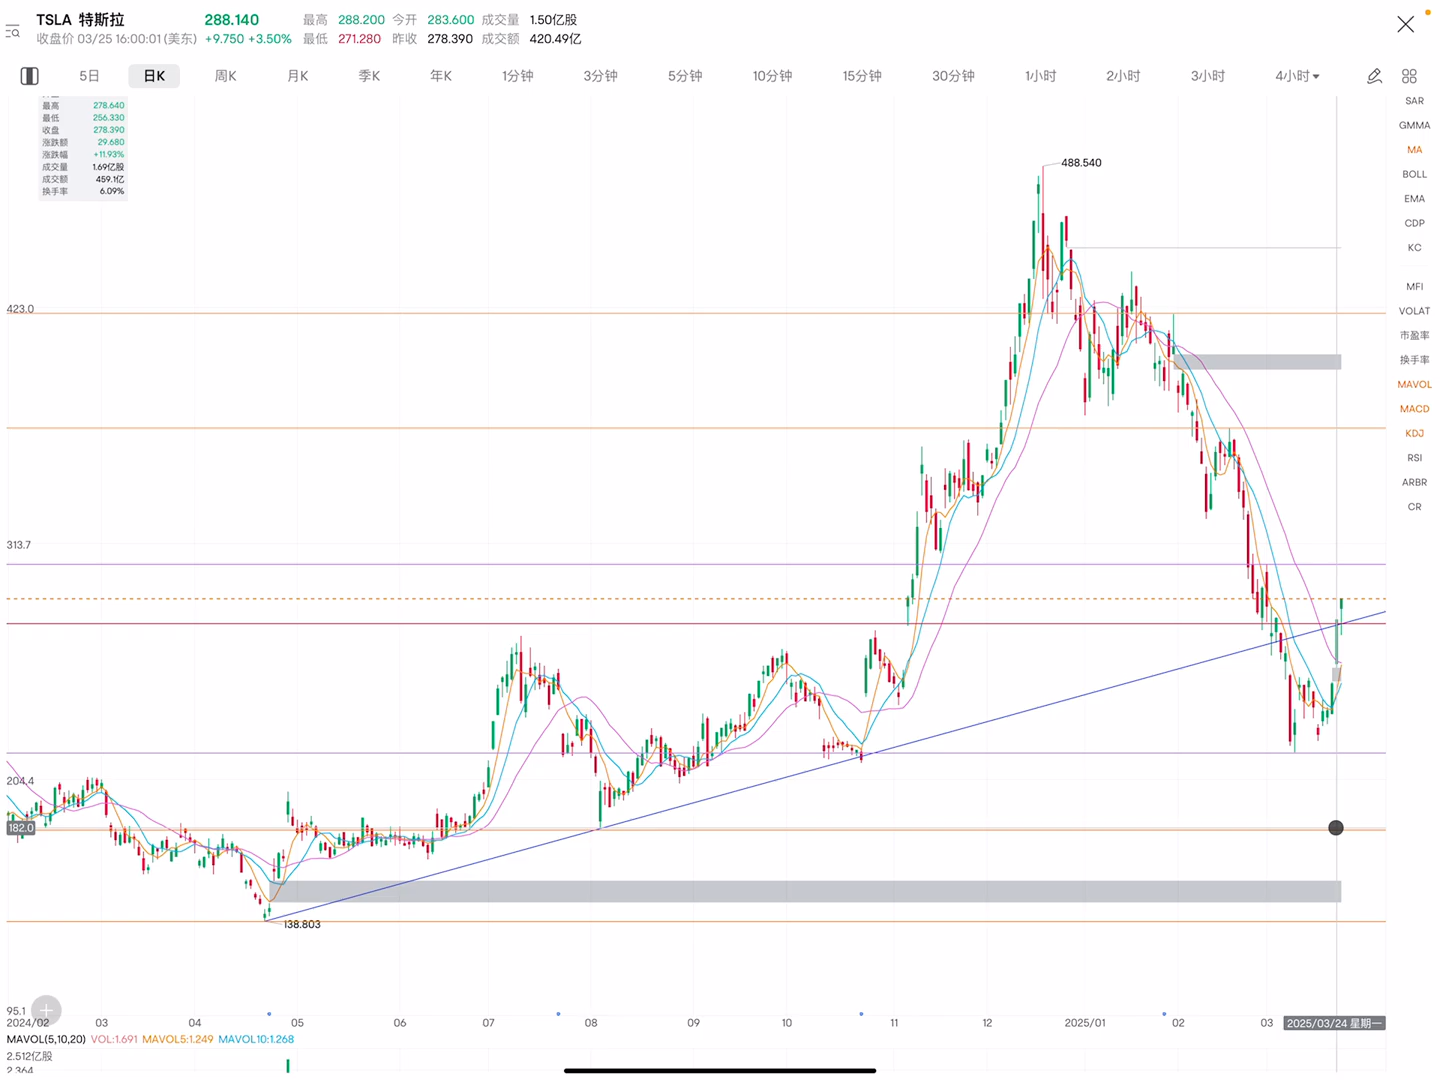 TSLA 特斯拉 288.140 最高 288.200 今开 283.600 成交量 1.50亿股
收盘价 03/25 16:00:01 (美东) +9.750 +3.50% 最低 271.280 昨收 278.390 成交额 420.49亿
5日 日K 周K 月K 季K 年K 1分钟 3分钟 5分钟 10分钟 15分钟 30分钟 1小时 2小时 3小时 4小时
最高 278.640
最低 256.330
收盘 278.390
涨跌额 29.680
涨跌幅 +11.93%
成交量 1.69亿股
成交额 459.1亿
换手率 6.09%
SAR
GMMA
MA
BOLL
EMA
CDP
KC
MFI
VOLAT
市盈率
换手率
MAVOL
MACD
KDJ
RSI
ARBR
CR
488.540
423.0
313.7
204.4
182.0
138.803
95.1
2024/02 03 04 05 06 07 08 09 10 11 12 2025/01 02 03 2025/03/24 星期一
MAVOL(5,10,20) VOL:1.691 MAVOL5:1.249 MAVOL10:1.268
2.512亿股
2.364